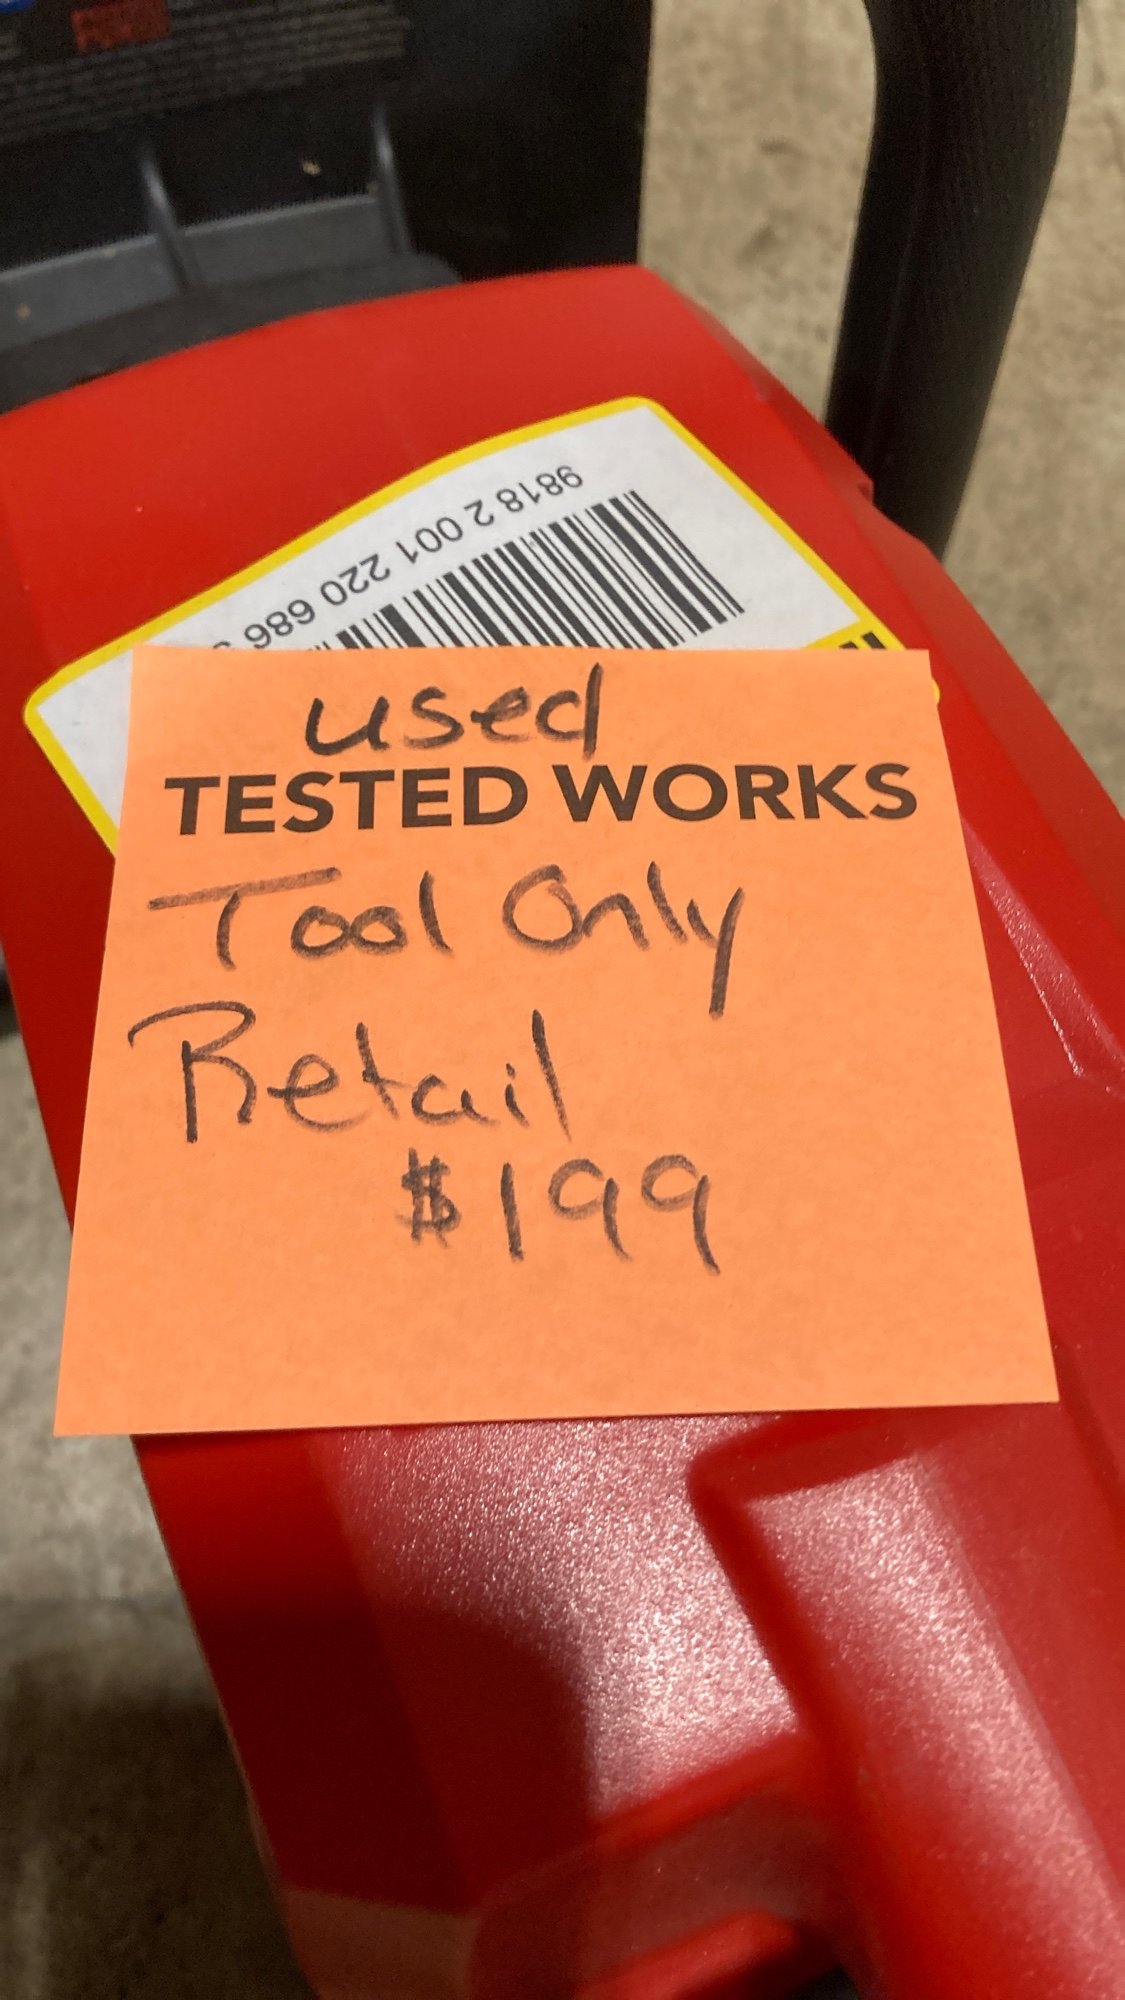 9818 2 001 220 686
used
TESTED WORKS
Tool Only
Retail
$199